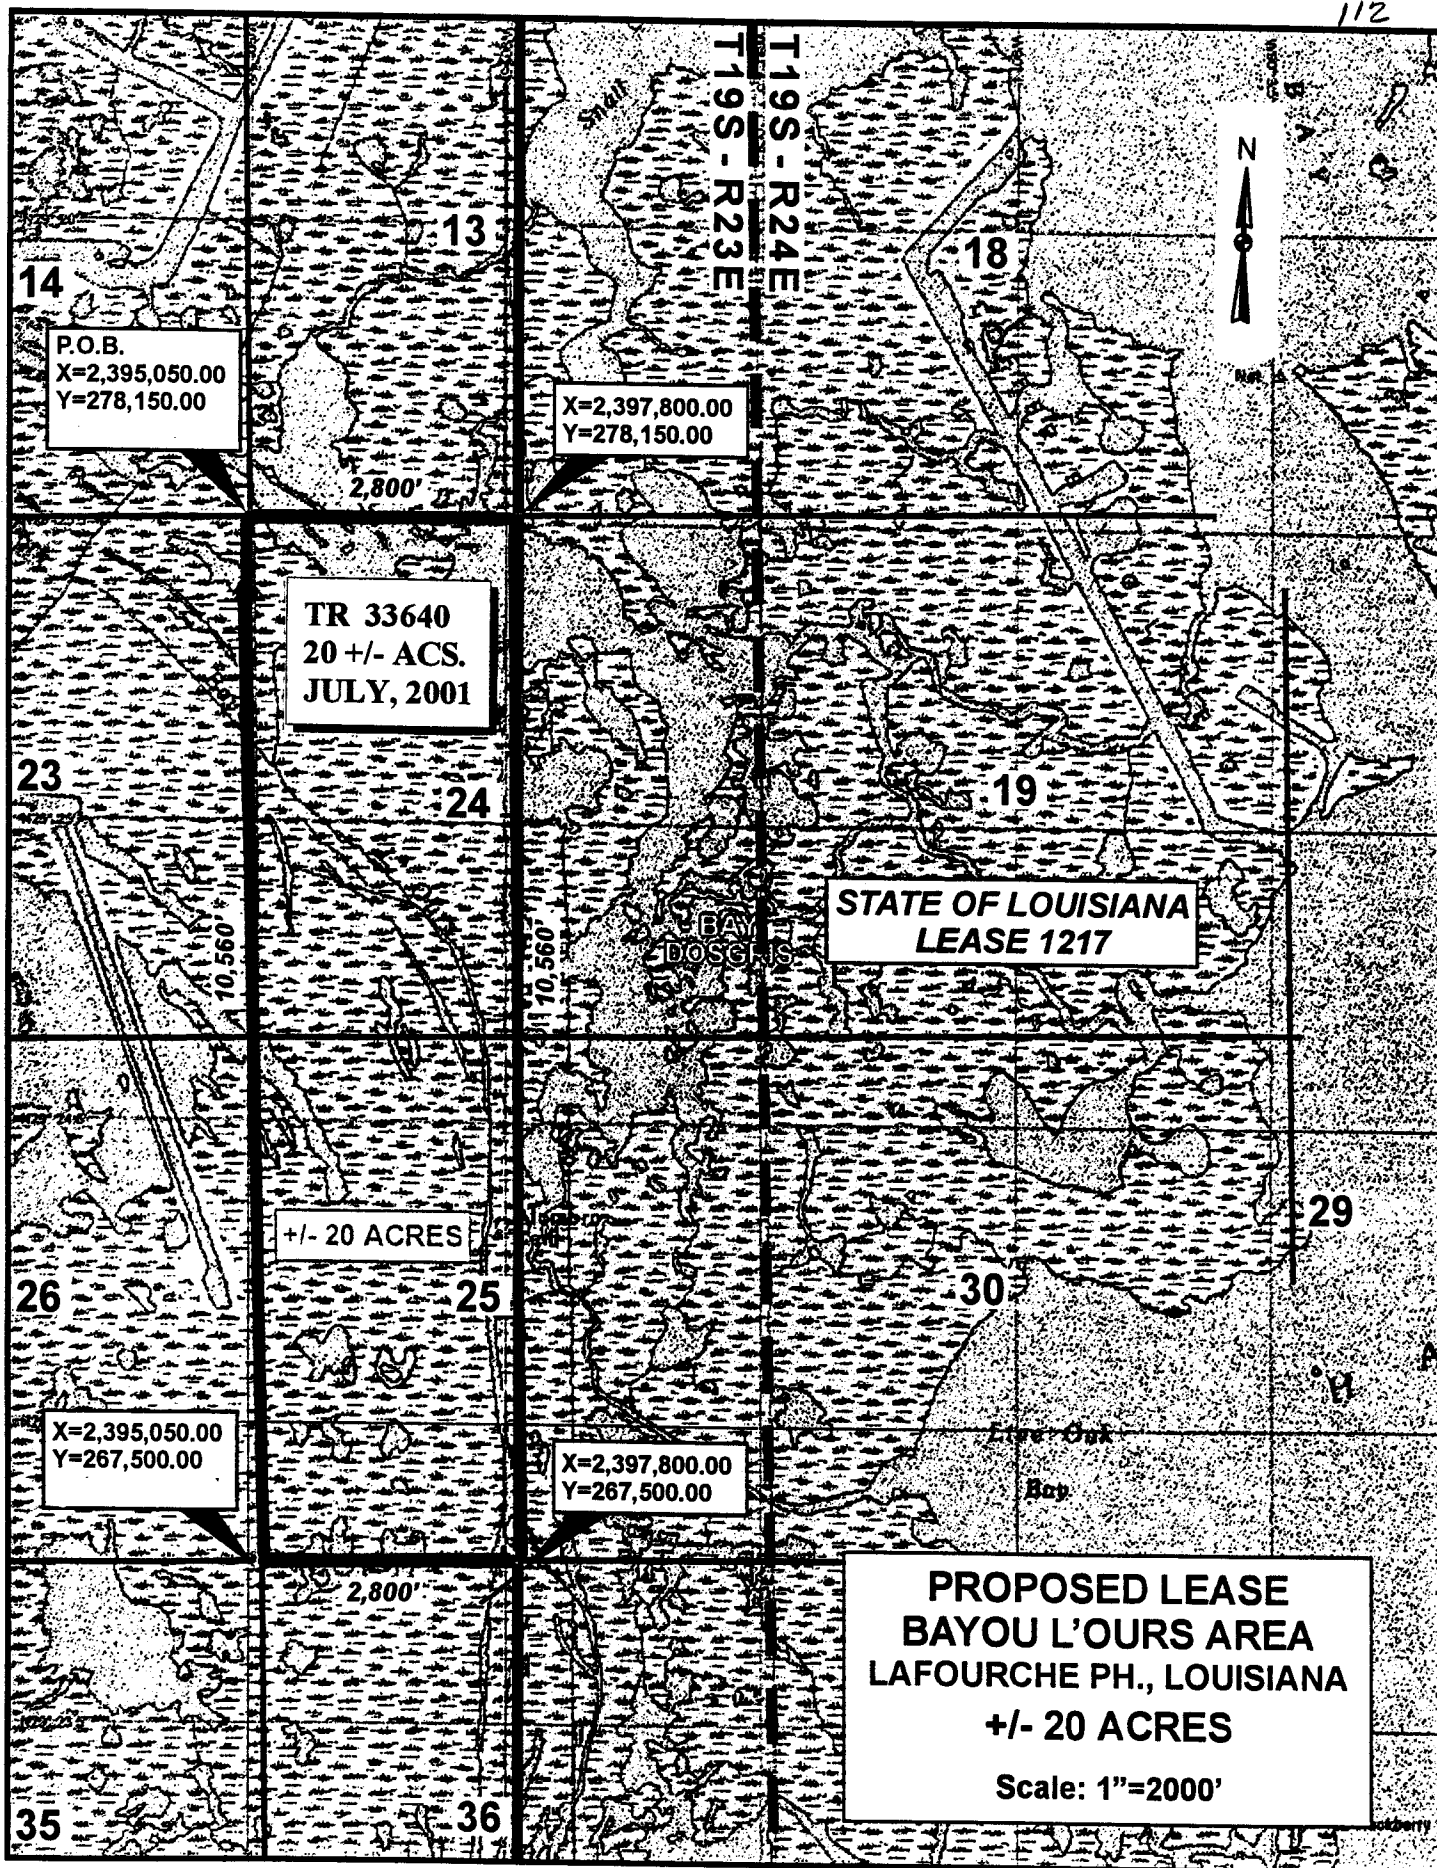 112
T19S - R23E
T19S - R24E
Small
B
A
Y
N
13
14
18
P.O.B.
X=2,395,050.00
Y=278,150.00
X=2,397,800.00
Y=278,150.00
2,800'
TR 33640
20 +/- ACS.
JULY, 2001
23
24
19
10,560'
10,560'
BAY
DOSGRIS
STATE OF LOUISIANA
LEASE 1217
+/- 20 ACRES
26
25
30
29
H
A
X=2,395,050.00
Y=267,500.00
X=2,397,800.00
Y=267,500.00
Live Oak
Bay
2,800'
35
36
PROPOSED LEASE
BAYOU L'OURS AREA
LAFOURCHE PH., LOUISIANA
+/- 20 ACRES
Scale: 1”=2000’